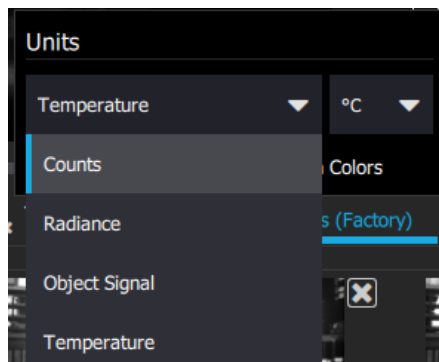 Units
Temperature
°C
Counts
Colors
Radiance
s (Factory)
Object Signal
Temperature